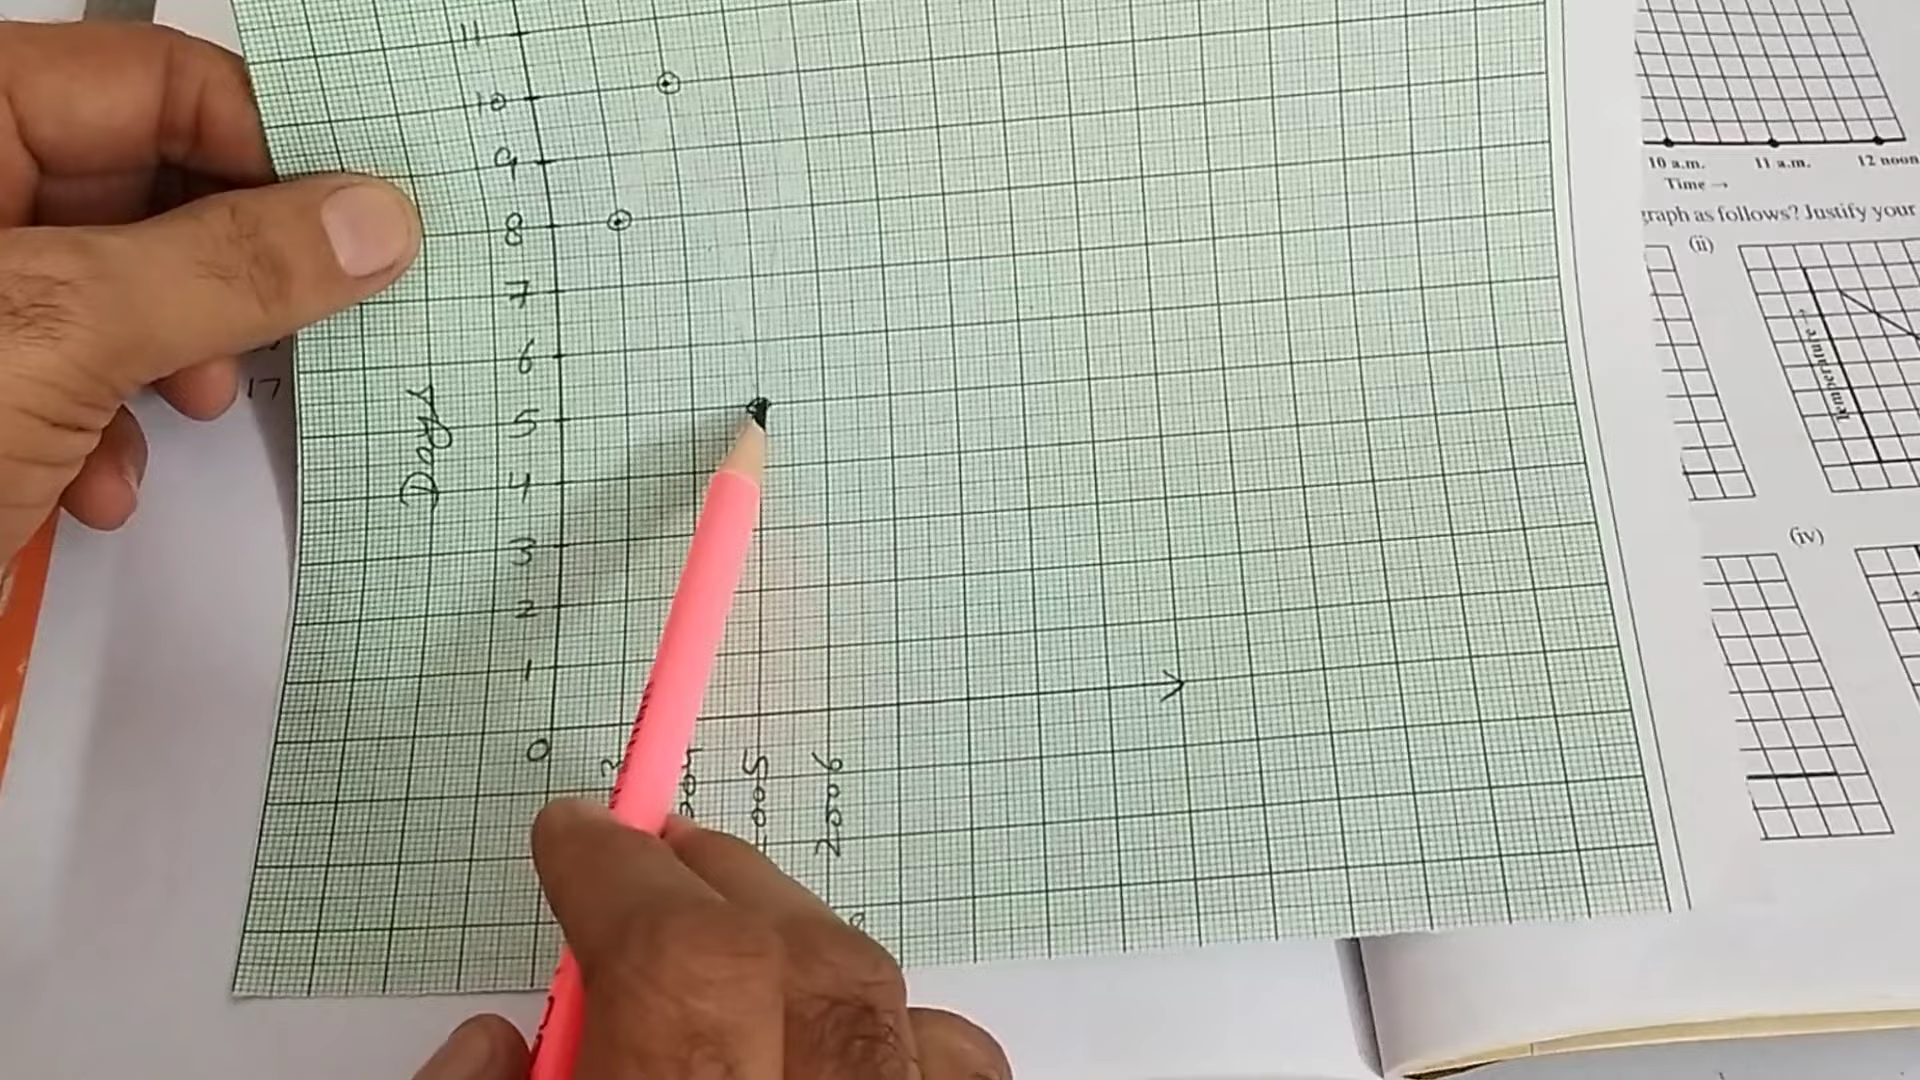 11
10
9
8
7
6
5
4
3
2
1
0
Days
2006
17
10 a.m.
11 a.m.
12 noon
Time →
graph as follows? Justify your
(ii)
Temperature →
(iv)